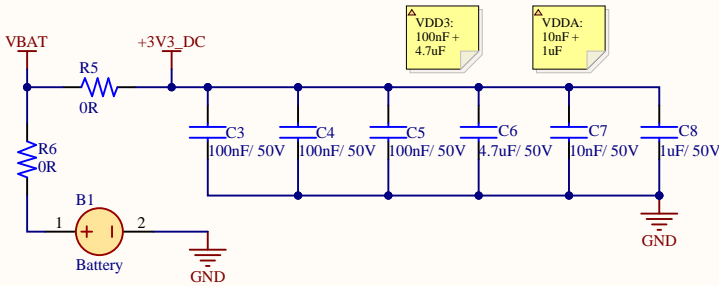 VBAT
+3V3_DC
VDD3:
100nF +
4.7uF
VDDA:
10nF +
1uF
R5
0R
R6
0R
C3
100nF/ 50V
C4
100nF/ 50V
C5
100nF/ 50V
C6
4.7uF/ 50V
C7
10nF/ 50V
C8
1uF/ 50V
B1
1
2
Battery
GND
GND